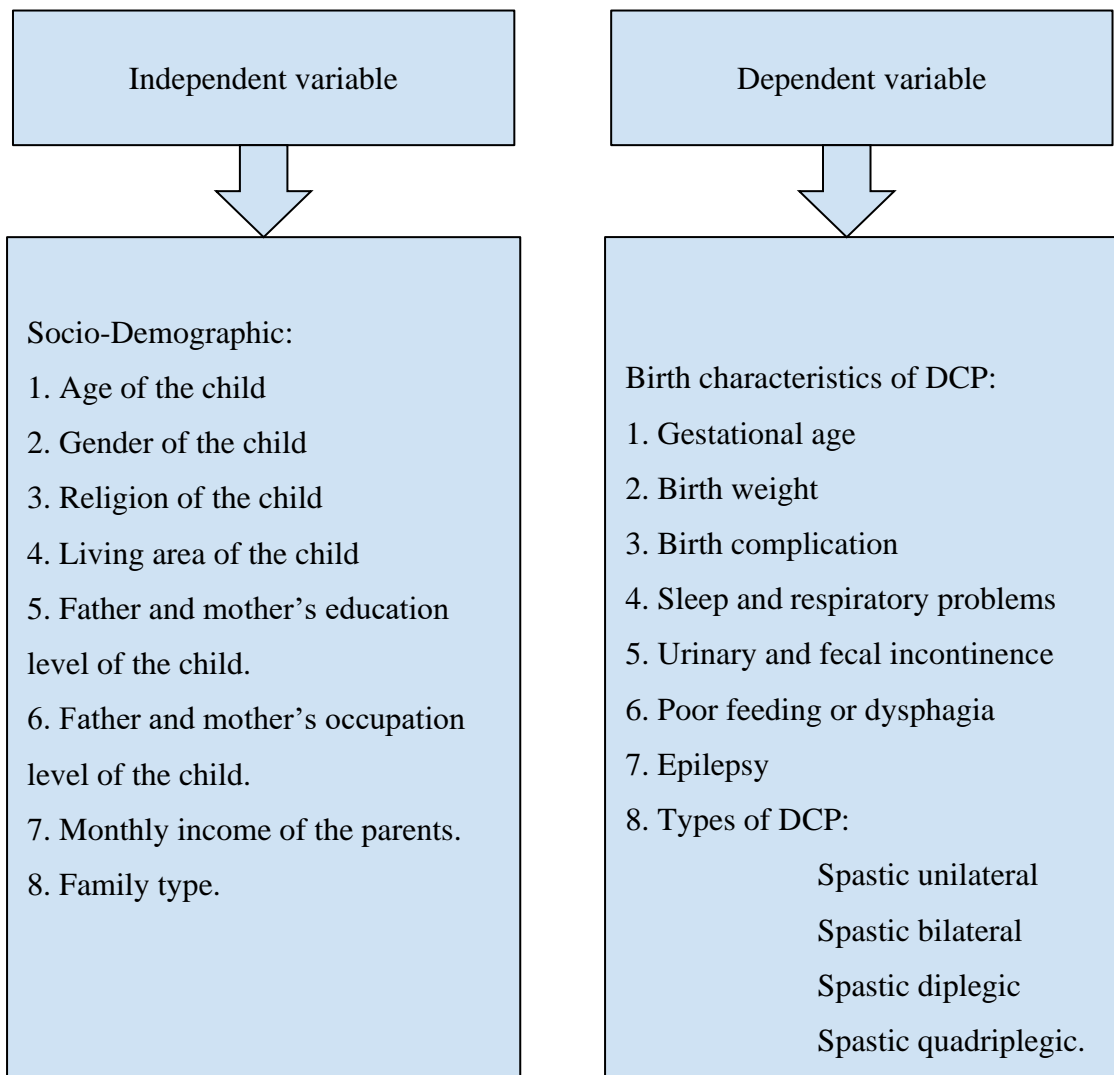 Independent variable
Dependent variable
Socio-Demographic:
1. Age of the child
2. Gender of the child
3. Religion of the child
4. Living area of the child
5. Father and mother’s education
level of the child.
6. Father and mother’s occupation
level of the child.
7. Monthly income of the parents.
8. Family type.
Birth characteristics of DCP:
1. Gestational age
2. Birth weight
3. Birth complication
4. Sleep and respiratory problems
5. Urinary and fecal incontinence
6. Poor feeding or dysphagia
7. Epilepsy
8. Types of DCP:
Spastic unilateral
Spastic bilateral
Spastic diplegic
Spastic quadriplegic.